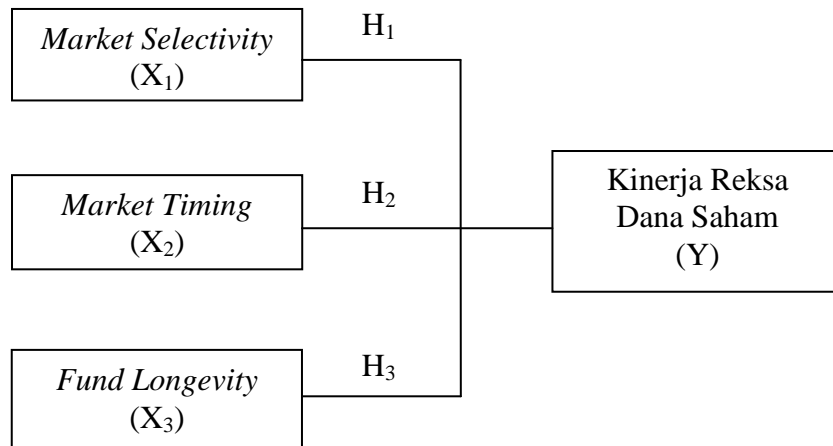 Market Selectivity
(X₁)
H₁
Market Timing
(X₂)
H₂
Fund Longevity
(X₃)
H₃
Kinerja Reksa
Dana Saham
(Y)